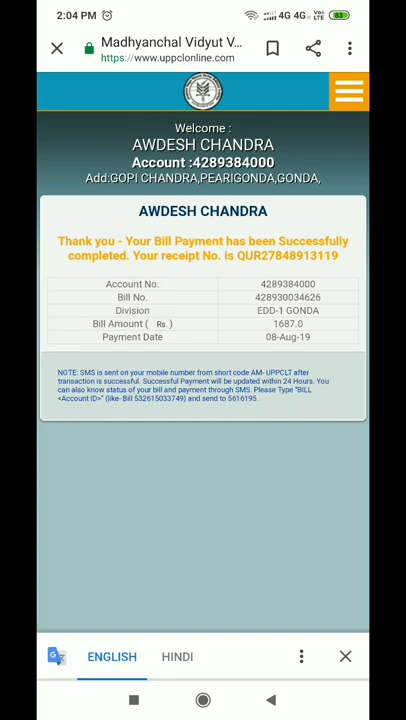 2:04 PM
4G 4G Vo LTE 83
Madhyanchal Vidyut V...
https://www.uppclonline.com
Welcome :
AWDESH CHANDRA
Account :4289384000
Add:GOPI CHANDRA,PEARIGONDA,GONDA,
AWDESH CHANDRA
Thank you - Your Bill Payment has been Successfully
completed. Your receipt No. is QUR27848913119
Account No. 4289384000
Bill No. 428930034626
Division EDD-1 GONDA
Bill Amount ( Rs. ) 1687.0
Payment Date 08-Aug-19
NOTE: SMS is sent on your mobile number from short code AM- UPPCLT after
transaction is successful. Successful Payment will be updated within 24 Hours. You
can also know status of your bill and payment through SMS. Please Type "BILL
<Account ID>" (like- Bill 532615033749) and send to 5616195.
ENGLISH HINDI